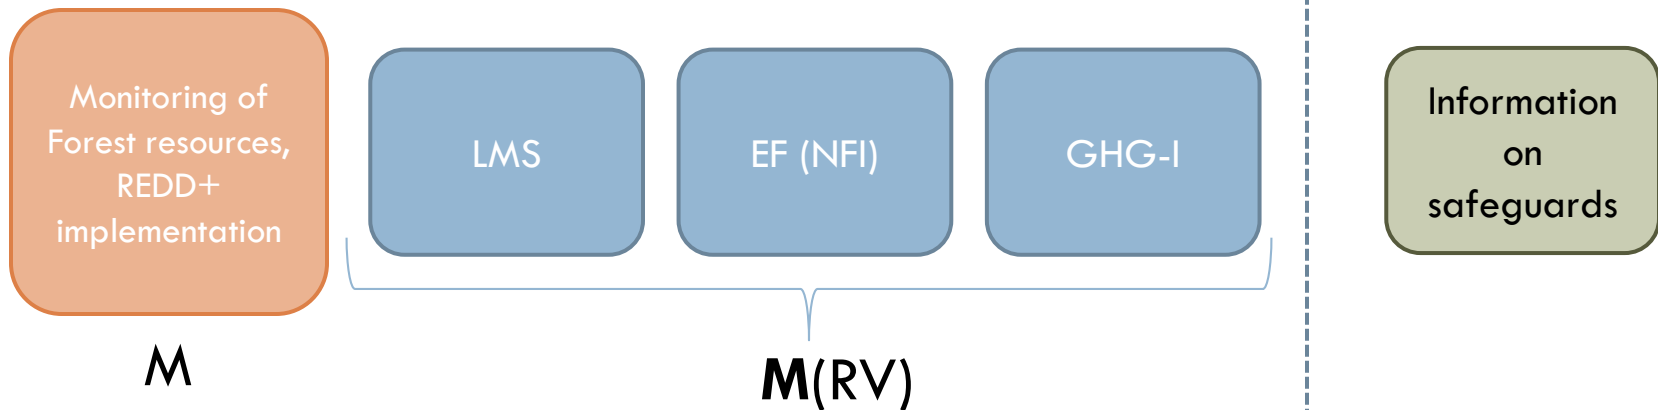 Monitoring of
Forest resources,
REDD+
implementation
LMS
EF (NFI)
GHG-I
Information
on
safeguards
M
M(RV)